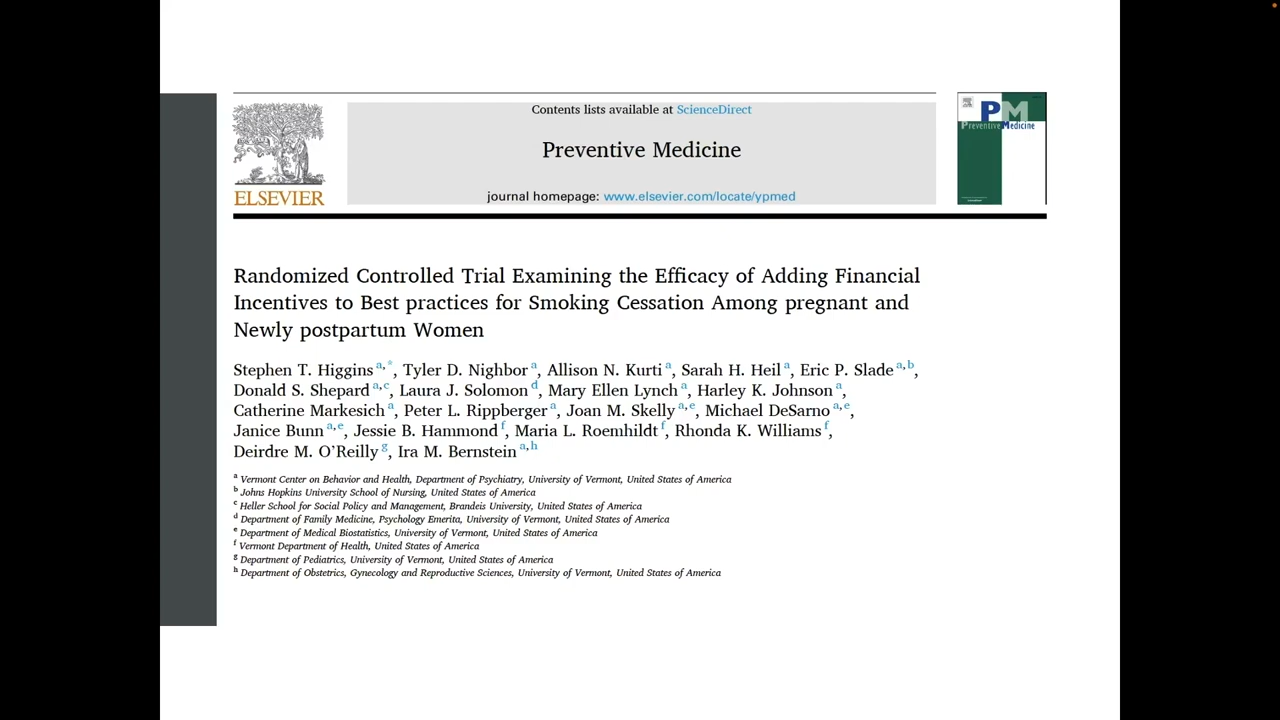 Contents lists available at ScienceDirect
Preventive Medicine
journal homepage: www.elsevier.com/locate/ypmed
ELSEVIER
PM
Preventive Medicine
Randomized Controlled Trial Examining the Efficacy of Adding Financial
Incentives to Best practices for Smoking Cessation Among pregnant and
Newly postpartum Women
Stephen T. Higgins a,*, Tyler D. Nighbor a, Allison N. Kurti a, Sarah H. Heil a, Eric P. Slade a,b,
Donald S. Shepard a,c, Laura J. Solomon d, Mary Ellen Lynch a, Harley K. Johnson a,
Catherine Markesich a, Peter L. Rippberger a, Joan M. Skelly a,e, Michael DeSarno a,e,
Janice Bunn a,e, Jessie B. Hammond f, Maria L. Roemhildt f, Rhonda K. Williams f,
Deirdre M. O’Reilly g, Ira M. Bernstein a,h
a Vermont Center on Behavior and Health, Department of Psychiatry, University of Vermont, United States of America
b Johns Hopkins University School of Nursing, United States of America
c Heller School for Social Policy and Management, Brandeis University, United States of America
d Department of Family Medicine, Psychology Emerita, University of Vermont, United States of America
e Department of Medical Biostatistics, University of Vermont, United States of America
f Vermont Department of Health, United States of America
g Department of Pediatrics, University of Vermont, United States of America
h Department of Obstetrics, Gynecology and Reproductive Sciences, University of Vermont, United States of America